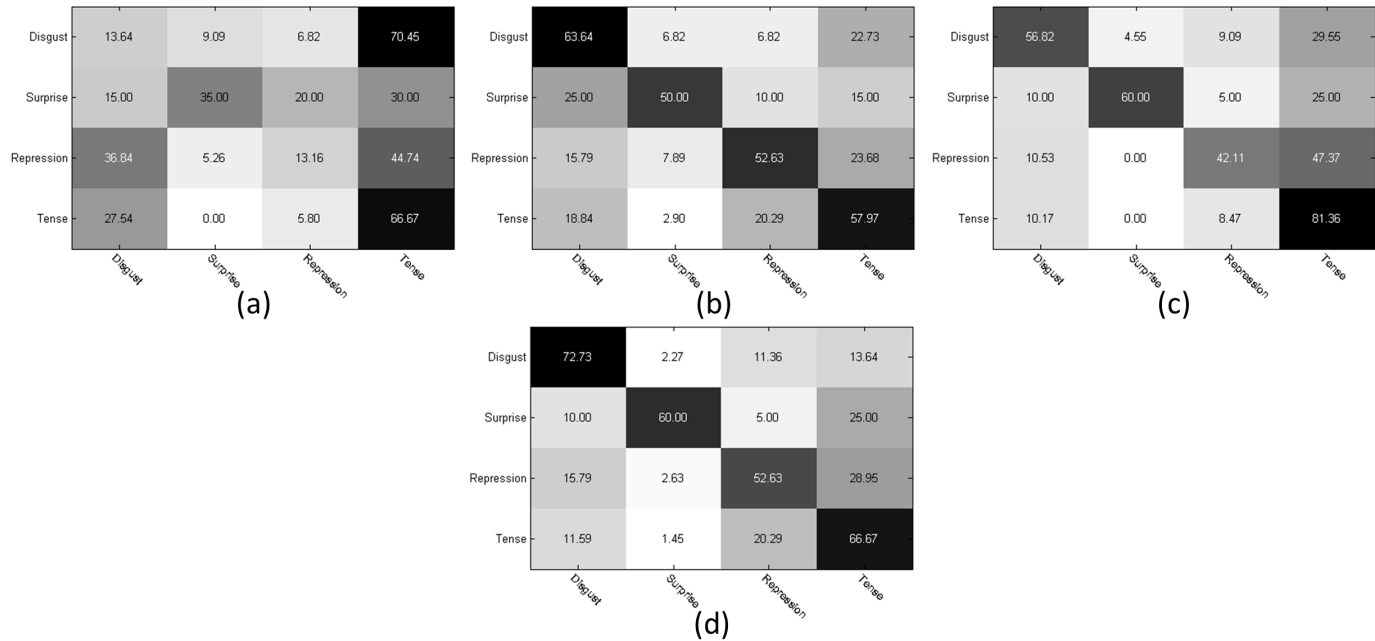 Disgust 13.64 9.09 6.82 70.45
Surprise 15.00 35.00 20.00 30.00
Repression 36.84 5.26 13.16 44.74
Tense 27.54 0.00 5.80 66.67
Disgust Surprise Repression Tense
(a)
Disgust 63.64 6.82 6.82 22.73
Surprise 25.00 50.00 10.00 15.00
Repression 15.79 7.89 52.63 23.68
Tense 18.84 2.90 20.29 57.97
Disgust Surprise Repression Tense
(b)
Disgust 56.82 4.55 9.09 29.55
Surprise 10.00 60.00 5.00 25.00
Repression 10.53 0.00 42.11 47.37
Tense 10.17 0.00 8.47 81.36
Disgust Surprise Repression Tense
(c)
Disgust 72.73 2.27 11.36 13.64
Surprise 10.00 60.00 5.00 25.00
Repression 15.79 2.63 52.63 28.95
Tense 11.59 1.45 20.29 66.67
Disgust Surprise Repression Tense
(d)